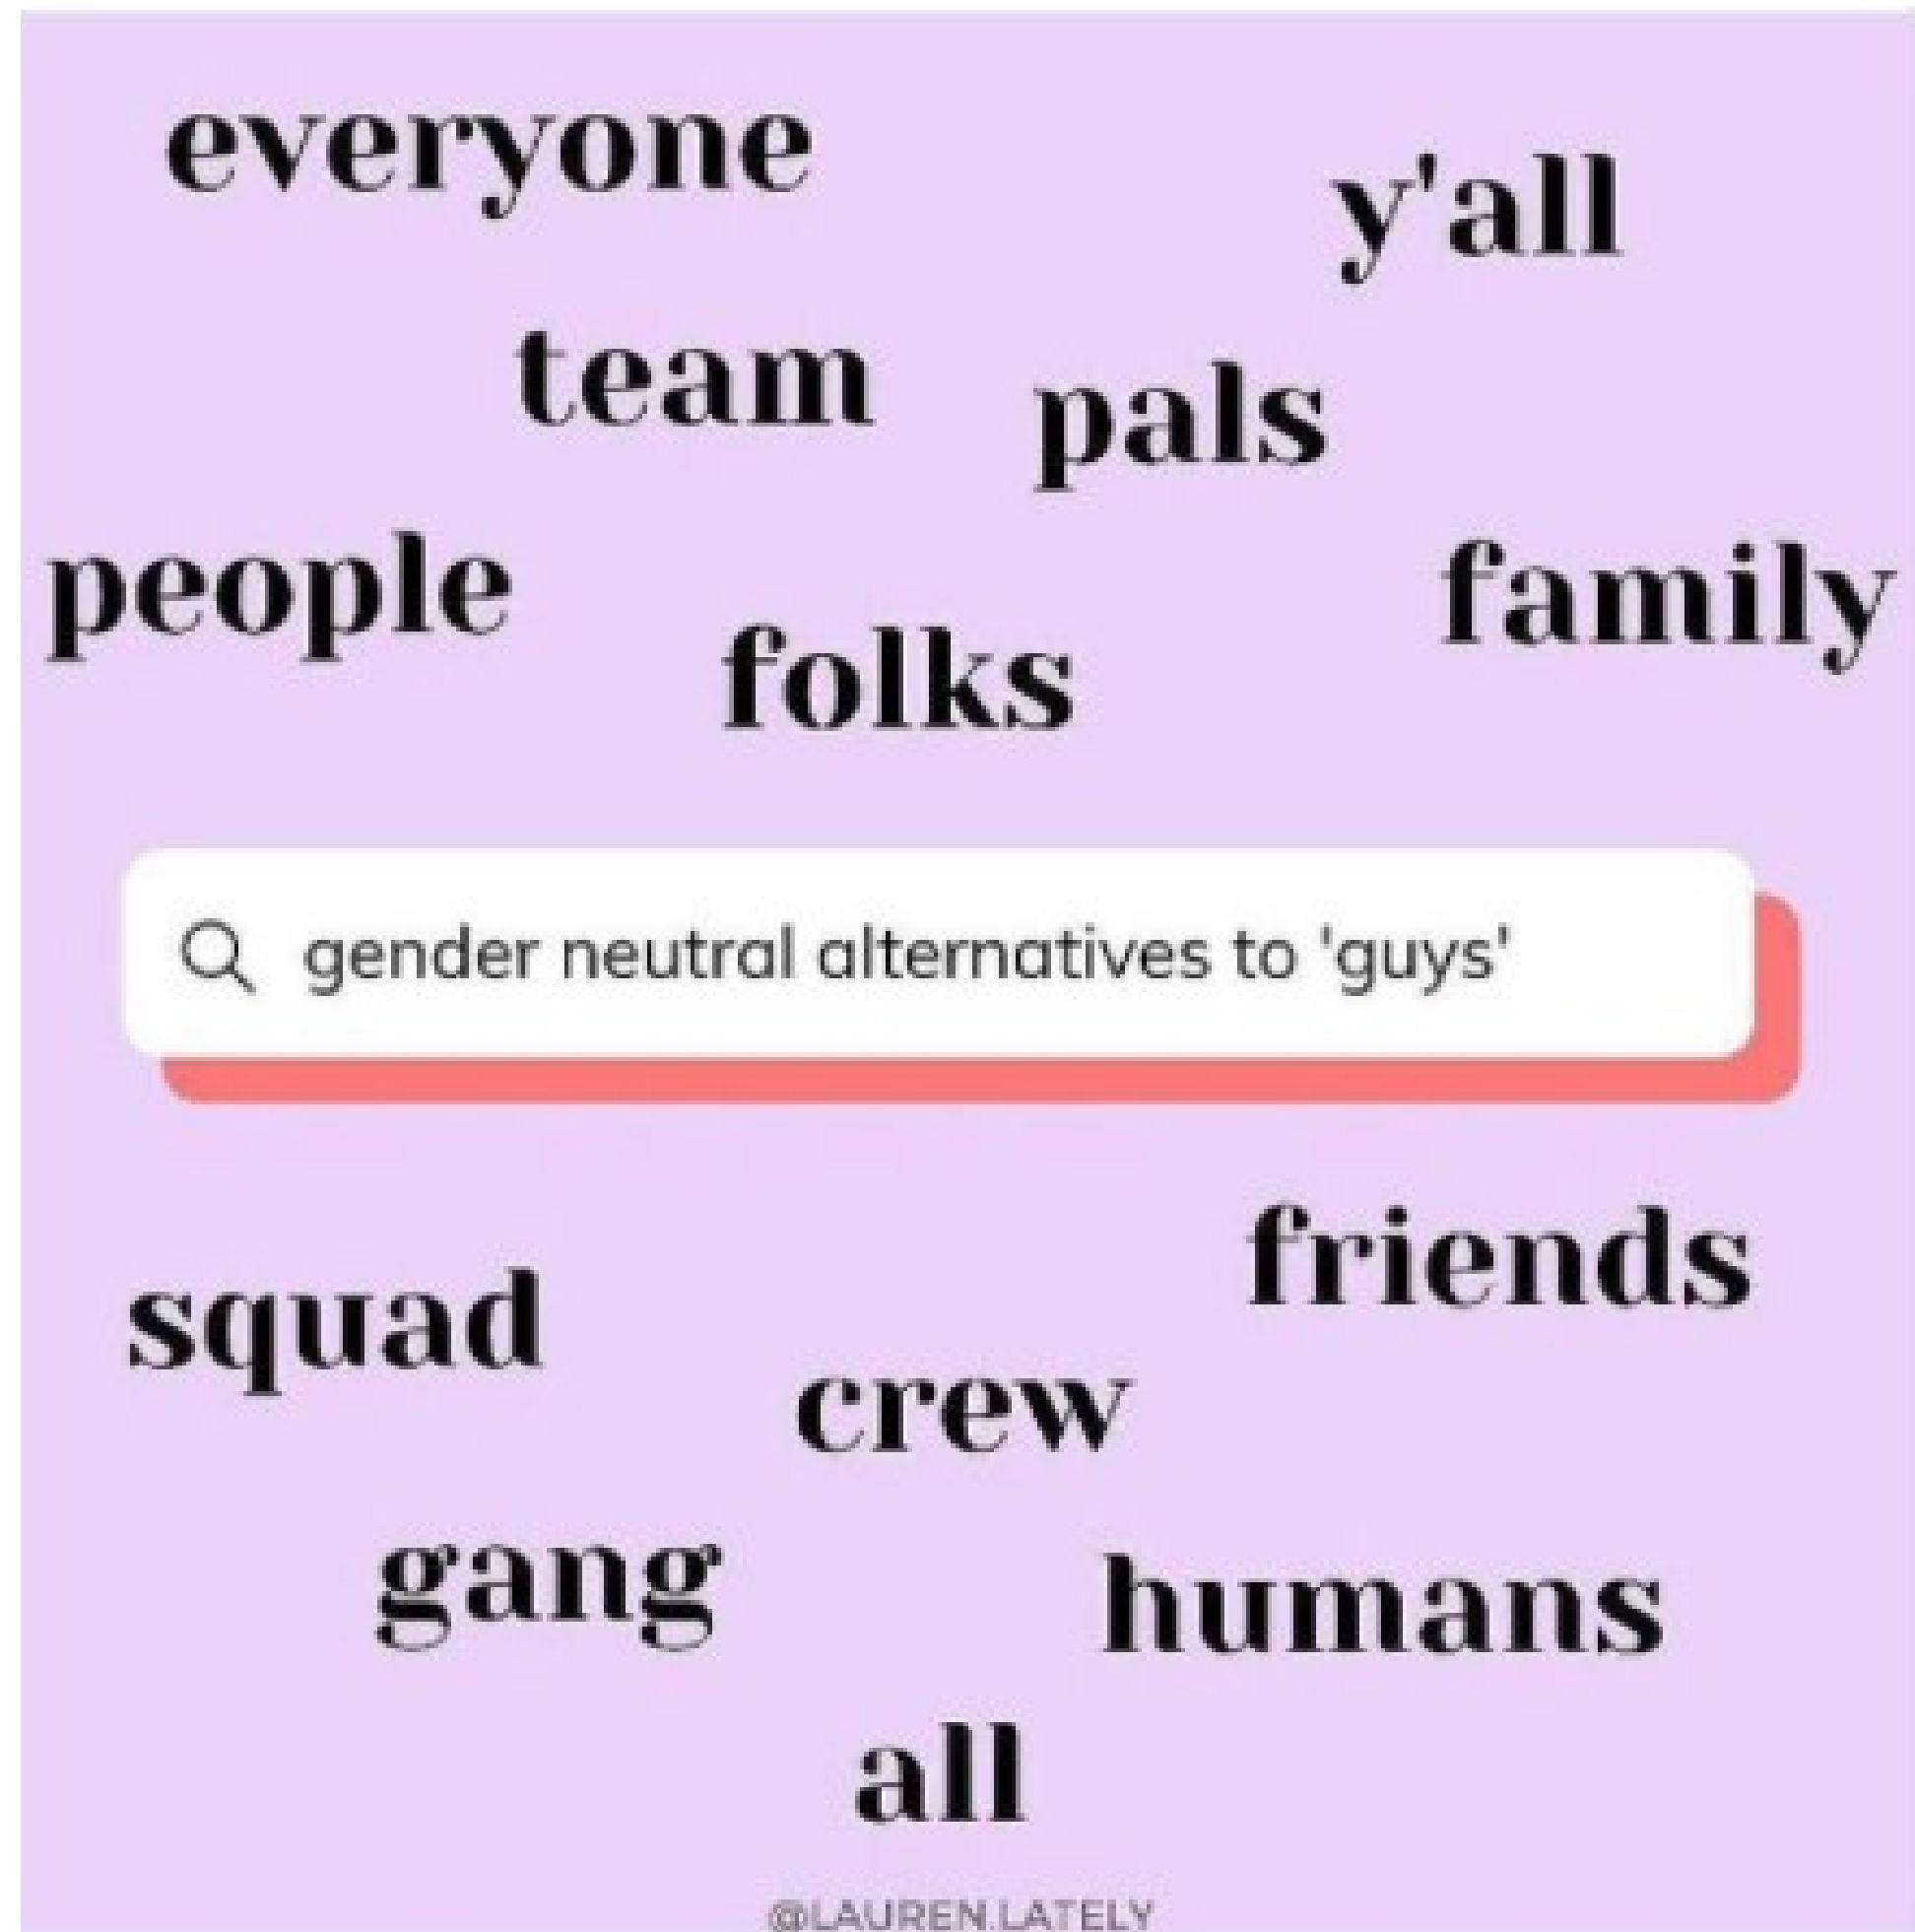 everyone
y'all
team
pals
people
family
folks
gender neutral alternatives to 'guys'
friends
squad
crew
gang
humans
all
@LAUREN.LATELY